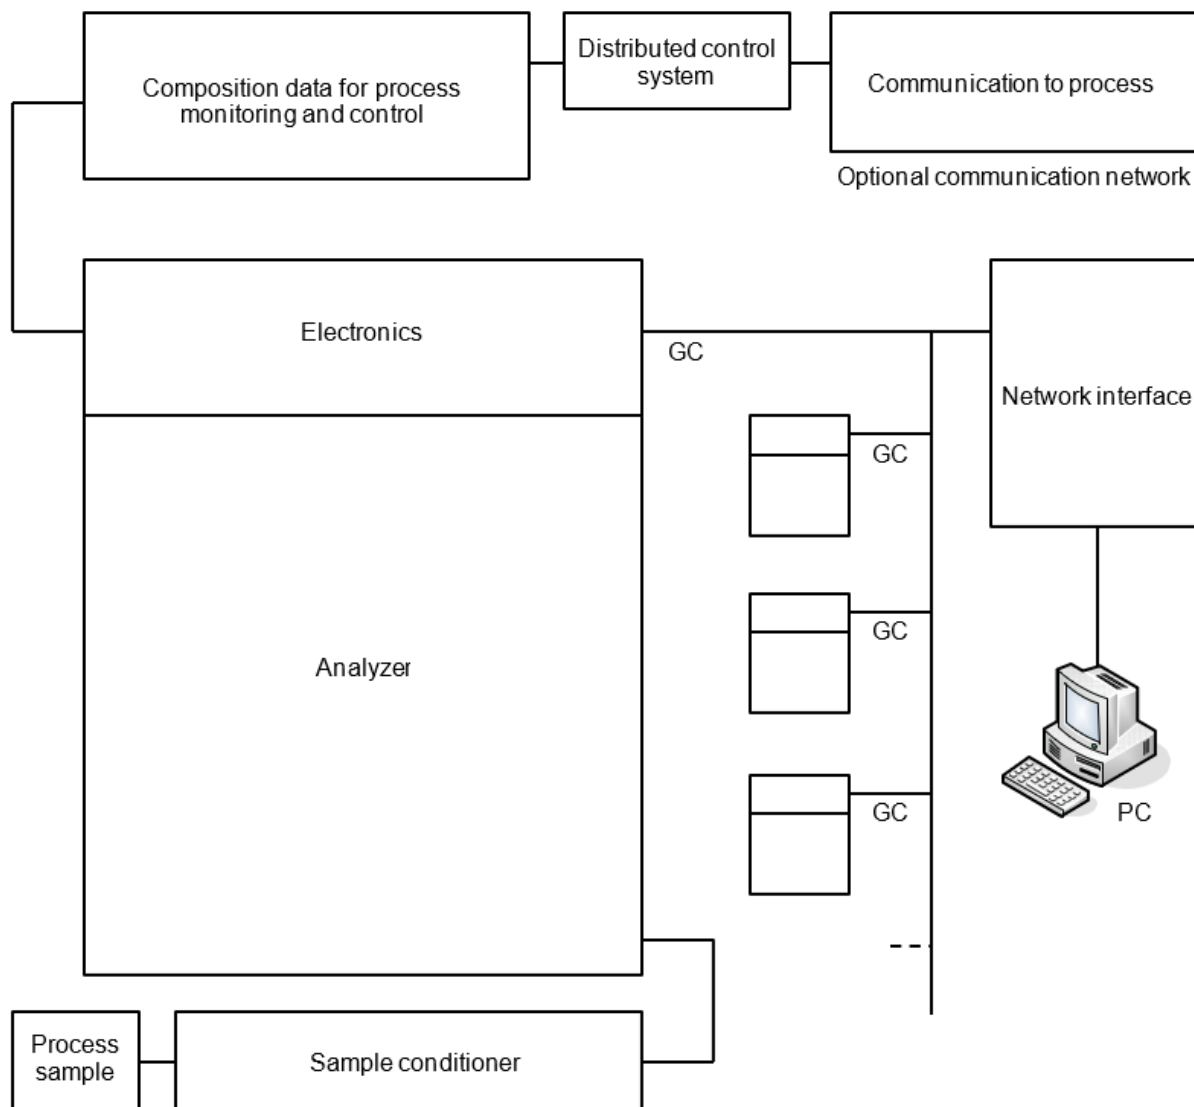 Composition data for process
monitoring and control
Distributed control
system
Communication to process
Optional communication network
Electronics
GC
Network interface
GC
GC
Analyzer
GC
PC
Process
sample
Sample conditioner